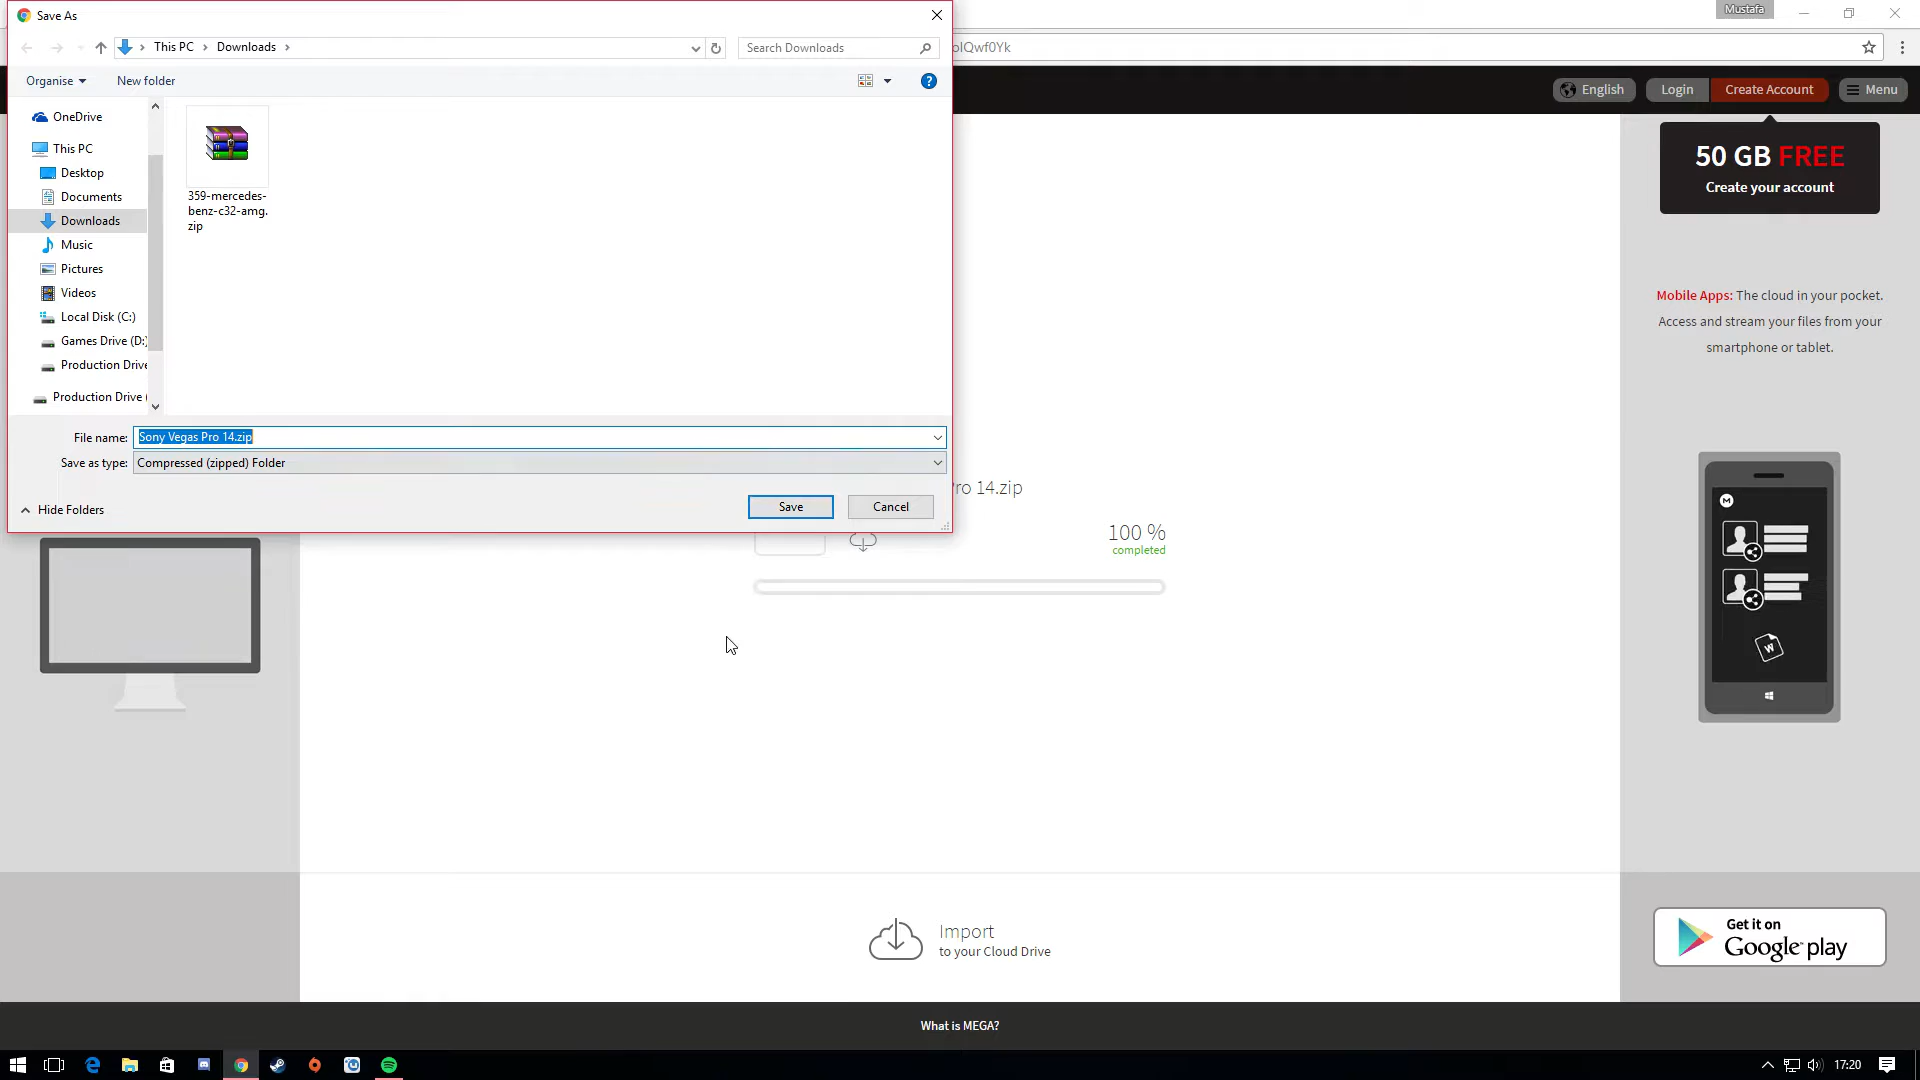 Save As
Mustafa
This PC
Downloads
Search Downloads
olQwf0Yk
Organise
New folder
English
Login
Create Account
Menu
OneDrive
This PC
Desktop
Documents
Downloads
Music
Pictures
Videos
Local Disk (C:)
Games Drive (D:)
Production Drive
Production Drive (
359-mercedes-
benz-c32-amg.
zip
50 GB FREE
Create your account
Mobile Apps: The cloud in your pocket.
Access and stream your files from your
smartphone or tablet.
File name:
Sony Vegas Pro 14.zip
Save as type:
Compressed (zipped) Folder
Hide Folders
Save
Cancel
ro 14.zip
100 %
completed
Import
to your Cloud Drive
Get it on
Google play
What is MEGA?
17:20